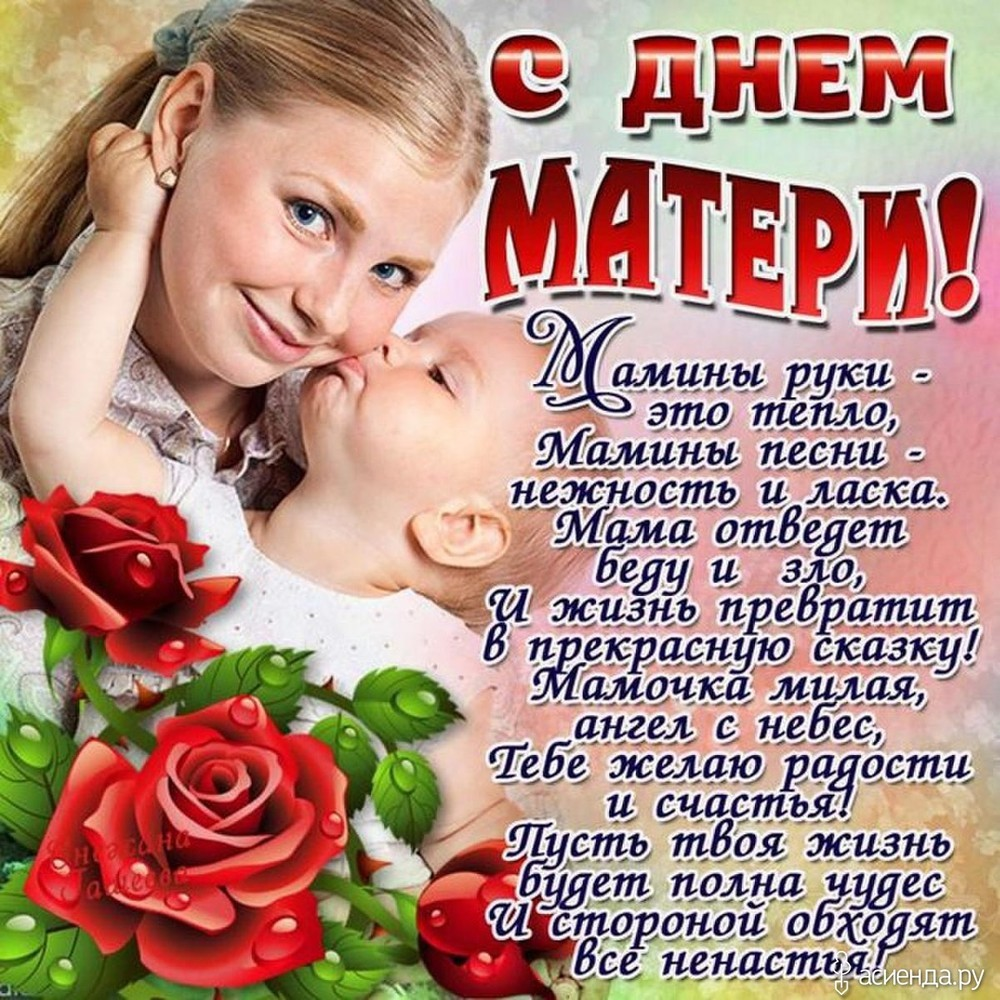 С ДНЕМ
МАТЕРИ!
Мамины руки -
это тепло,
Мамины песни -
нежность и ласка.
Мама отведет
беду и зло,
И жизнь превратит
в прекрасную сказку!
Мамочка милая,
ангел с небес,
Тебе желаю радости
и счастья!
Пусть твоя жизнь
будет полна чудес
И стороной обходят
все ненастья!
асиенда.ру